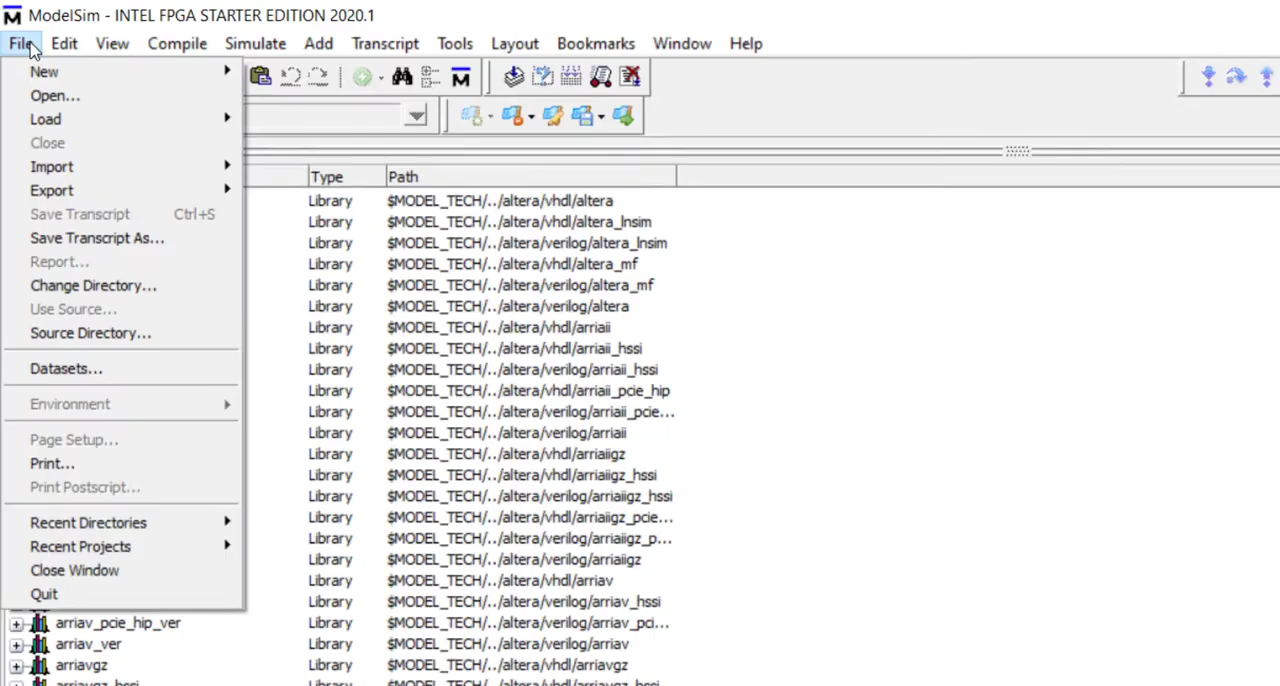 ModelSim - INTEL FPGA STARTER EDITION 2020.1
File Edit View Compile Simulate Add Transcript Tools Layout Bookmarks Window Help
New
Open...
Load
Close
Import
Export
Save Transcript Ctrl+S
Save Transcript As...
Report...
Change Directory...
Use Source...
Source Directory...
Datasets...
Environment
Page Setup...
Print...
Print Postscript...
Recent Directories
Recent Projects
Close Window
Quit
Type Path
Library $MODEL_TECH/../altera/vhdl/altera
Library $MODEL_TECH/../altera/vhdl/altera_lnsim
Library $MODEL_TECH/../altera/verilog/altera_lnsim
Library $MODEL_TECH/../altera/vhdl/altera_mf
Library $MODEL_TECH/../altera/verilog/altera_mf
Library $MODEL_TECH/../altera/verilog/altera
Library $MODEL_TECH/../altera/vhdl/arriaii
Library $MODEL_TECH/../altera/vhdl/arriaii_hssi
Library $MODEL_TECH/../altera/verilog/arriaii_hssi
Library $MODEL_TECH/../altera/vhdl/arriaii_pcie_hip
Library $MODEL_TECH/../altera/verilog/arriaii_pcie...
Library $MODEL_TECH/../altera/verilog/arriaii
Library $MODEL_TECH/../altera/vhdl/arriaiigz
Library $MODEL_TECH/../altera/vhdl/arriaiigz_hssi
Library $MODEL_TECH/../altera/verilog/arriaiigz_hssi
Library $MODEL_TECH/../altera/vhdl/arriaiigz_pcie...
Library $MODEL_TECH/../altera/verilog/arriaiigz_p...
Library $MODEL_TECH/../altera/verilog/arriaiigz
Library $MODEL_TECH/../altera/vhdl/arriav
Library $MODEL_TECH/../altera/verilog/arriav_hssi
arriav_pcie_hip_ver Library $MODEL_TECH/../altera/verilog/arriav_pci...
arriav_ver Library $MODEL_TECH/../altera/verilog/arriav
arriavgz Library $MODEL_TECH/../altera/vhdl/arriavgz
arriavgz_hssi Library $MODEL_TECH/../altera/vhdl/arriavgz_hssi